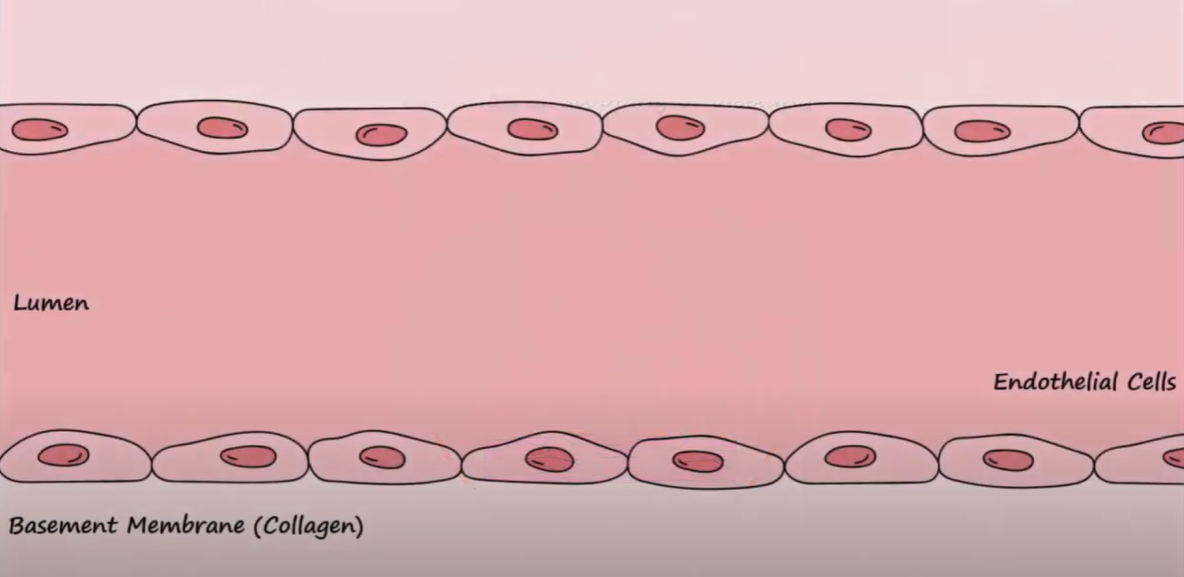 Lumen
Endothelial Cells
Basement Membrane (Collagen)